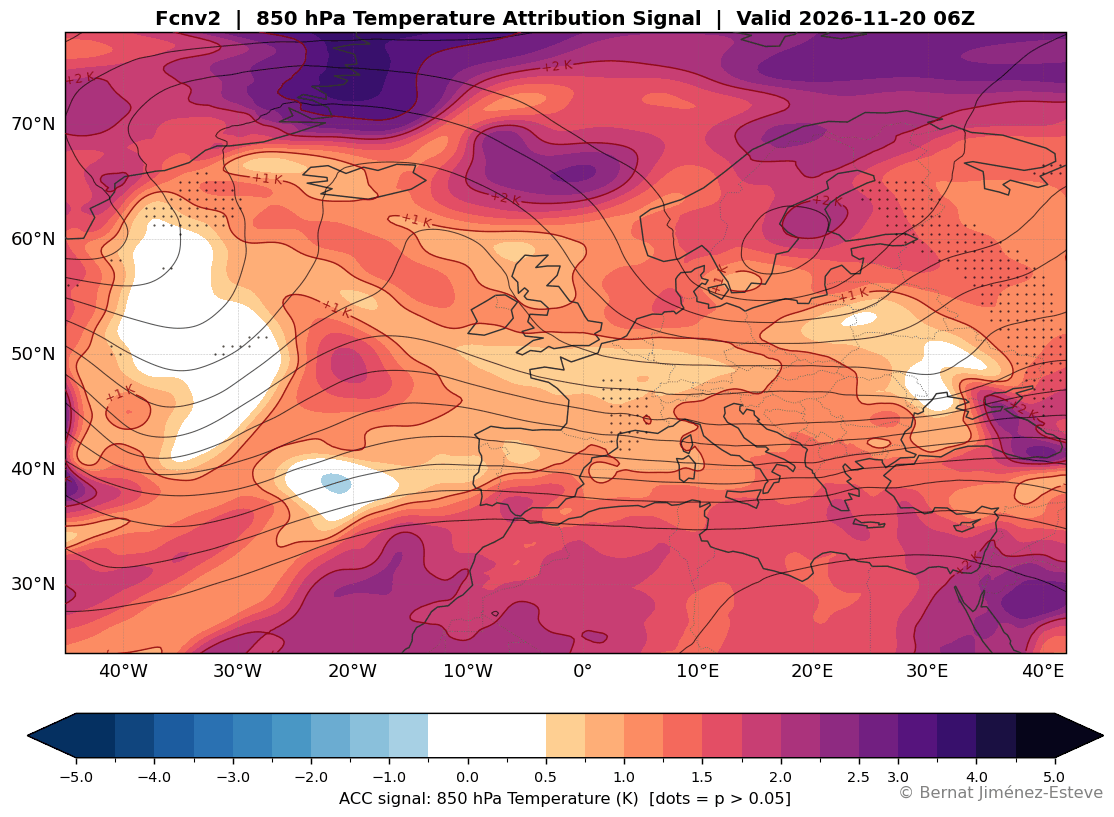 Fcnv2 | 850 hPa Temperature Attribution Signal | Valid 2026-11-20 06Z
+2 K
+2 K
70°N
+1 K
+2 K
+2 K
+1 K
60°N
+1 K
+1 K
+1 K
50°N
+1 K
+2 K
40°N
+2 K
30°N
40°W 30°W 20°W 10°W 0° 10°E 20°E 30°E 40°E
−5.0 −4.0 −3.0 −2.0 −1.0 0.0 0.5 1.0 1.5 2.0 2.5 3.0 4.0 5.0
ACC signal: 850 hPa Temperature (K) [dots = p > 0.05]
© Bernat Jiménez-Esteve